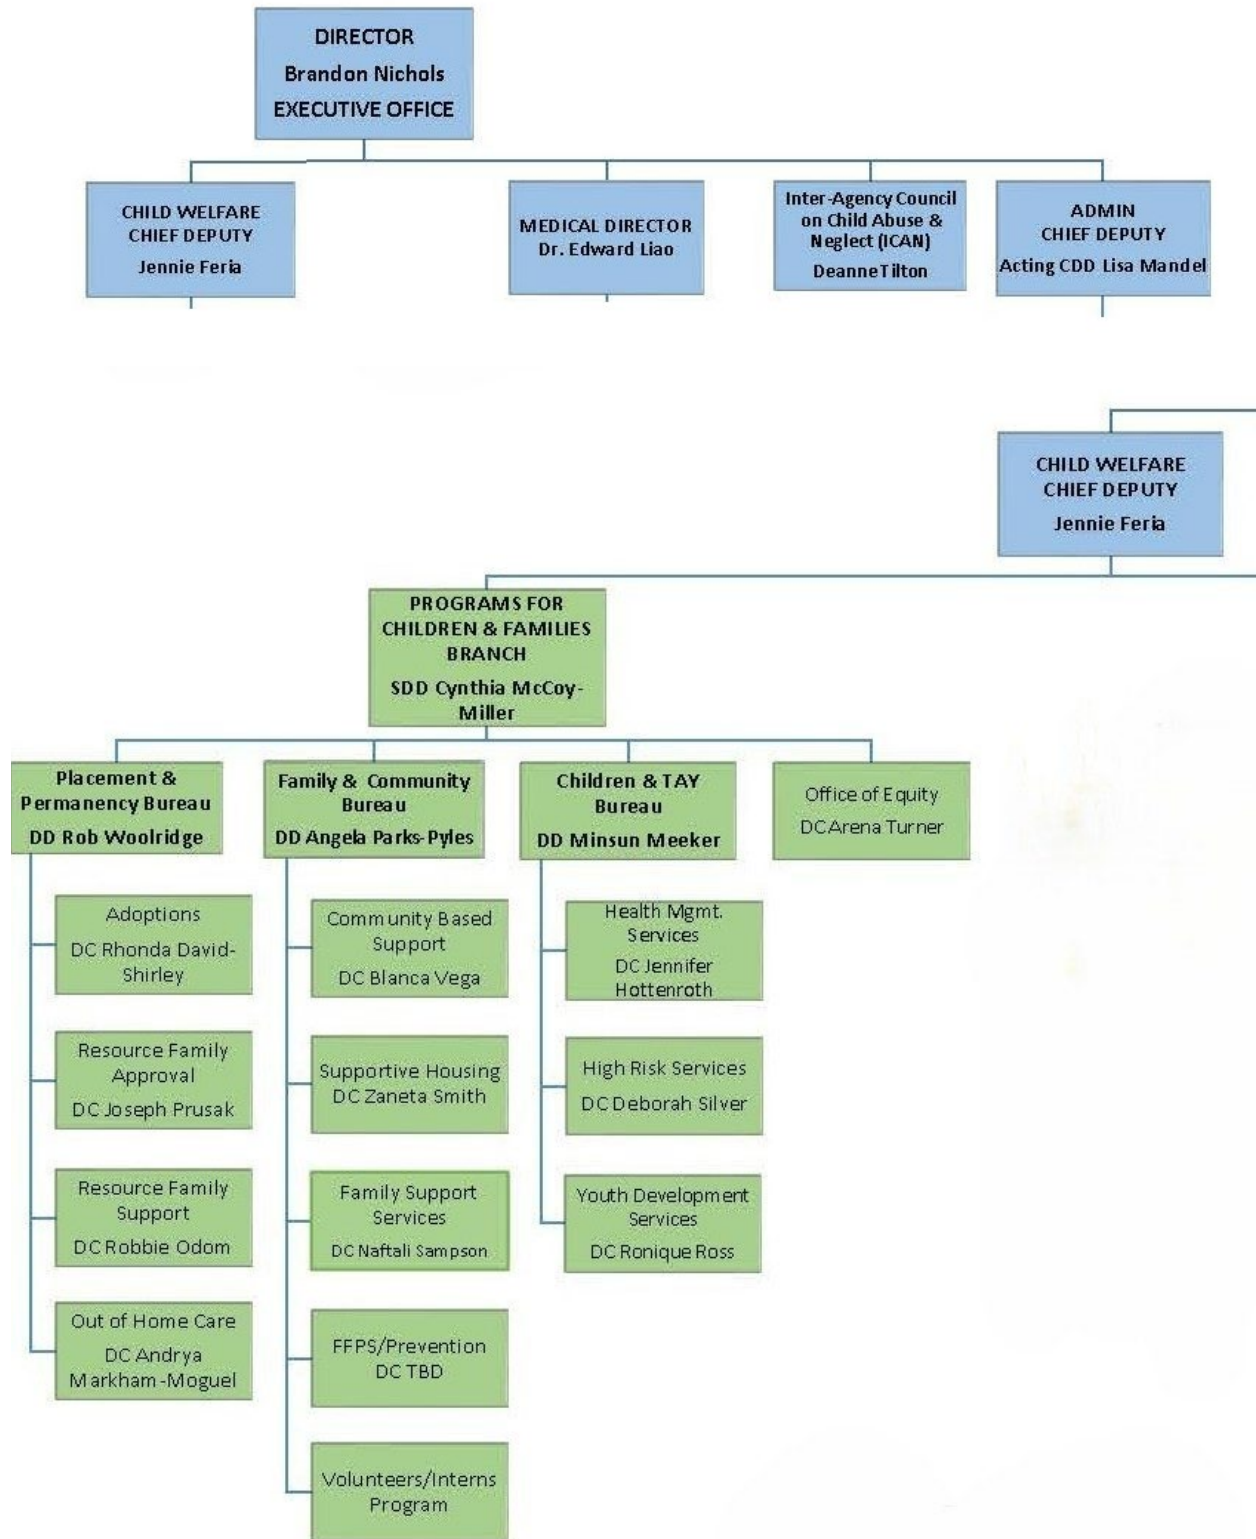 DIRECTOR
Brandon Nichols
EXECUTIVE OFFICE
CHILD WELFARE
CHIEF DEPUTY
Jennie Feria
MEDICAL DIRECTOR
Dr. Edward Liao
Inter-Agency Council
on Child Abuse &
Neglect (ICAN)
Deanne Tilton
ADMIN
CHIEF DEPUTY
Acting CDD Lisa Mandel
CHILD WELFARE
CHIEF DEPUTY
Jennie Feria
PROGRAMS FOR
CHILDREN & FAMILIES
BRANCH
SDD Cynthia McCoy-
Miller
Placement &
Permanency Bureau
DD Rob Woolridge
Family & Community
Bureau
DD Angela Parks-Pyles
Children & TAY
Bureau
DD Minsun Meeker
Office of Equity
DC Arena Turner
Adoptions
DC Rhonda David-
Shirley
Resource Family
Approval
DC Joseph Prusak
Resource Family
Support
DC Robbie Odom
Out of Home Care
DC Andrya
Markham-Moguel
Community Based
Support
DC Blanca Vega
Supportive Housing
DC Zaneta Smith
Family Support
Services
DC Naftali Sampson
FFPS/Prevention
DC TBD
Volunteers/Interns
Program
Health Mgmt.
Services
DC Jennifer
Hottenroth
High Risk Services
DC Deborah Silver
Youth Development
Services
DC Ronique Ross